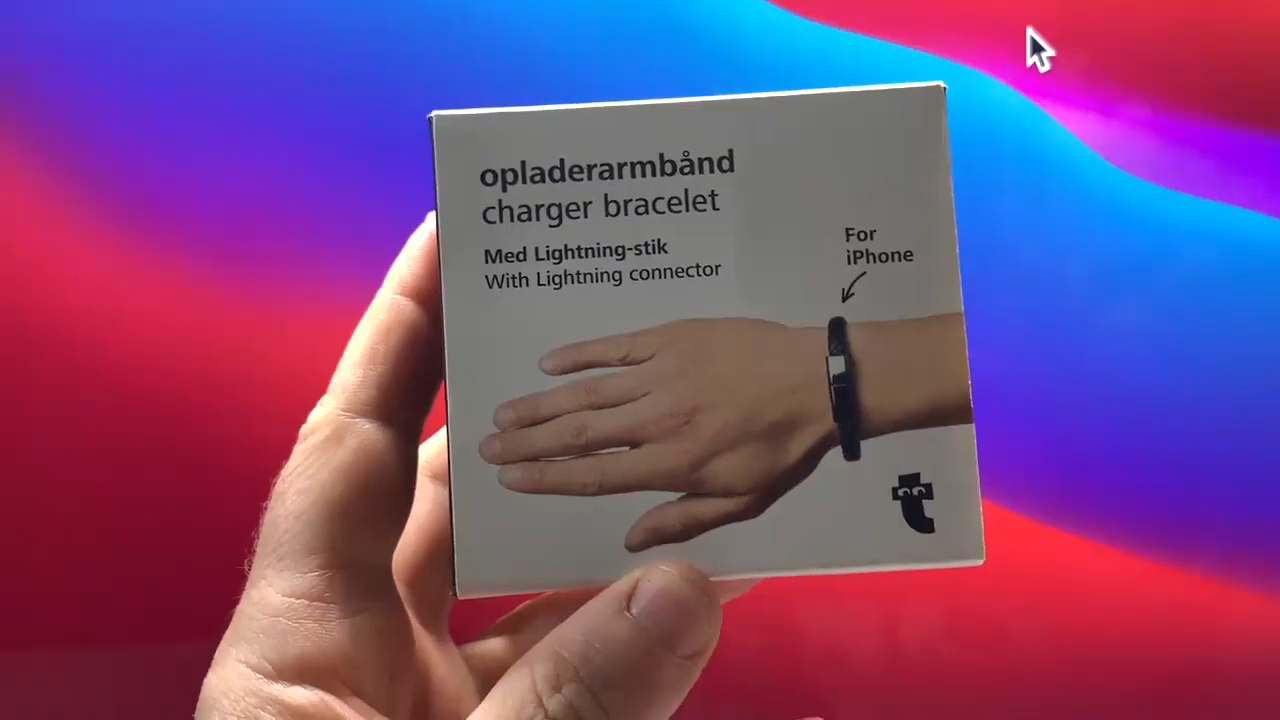 opladerarmbånd
charger bracelet
Med Lightning-stik
With Lightning connector
For
iPhone
t